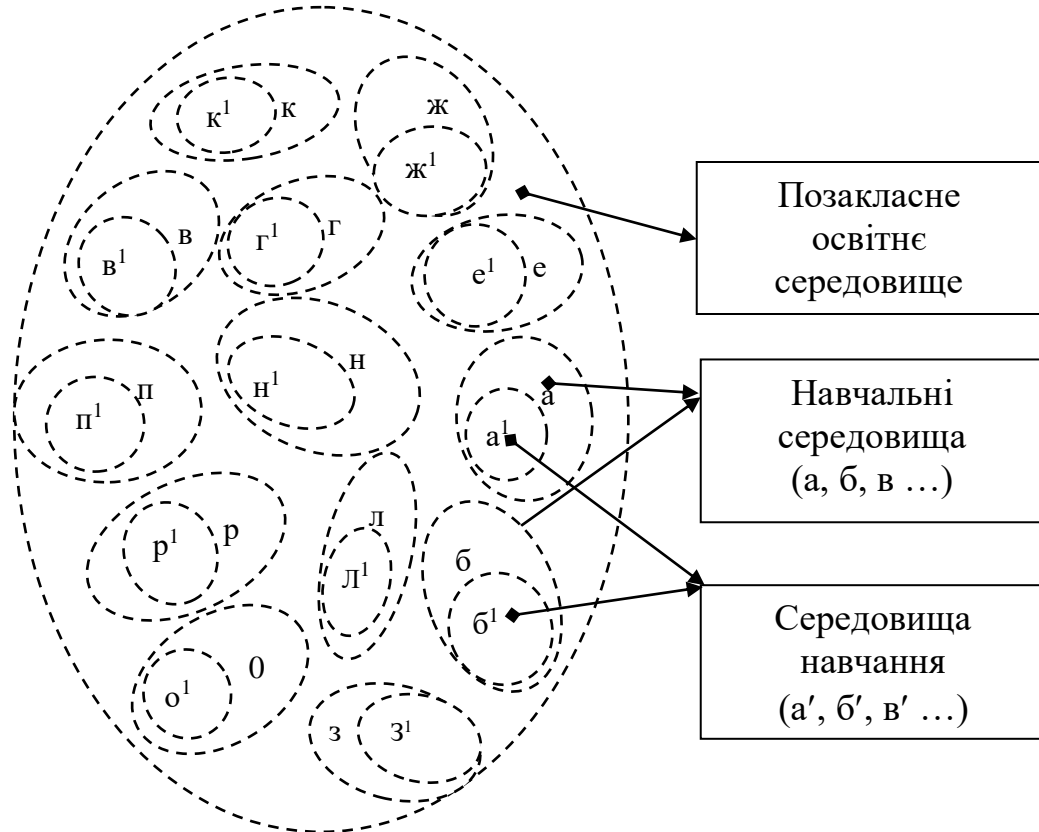 к¹ к
ж
ж¹
в¹ в
г¹ г
е¹ е
Позакласне
освітнє
середовище
п¹ п
н¹ н
а
а¹
Навчальні
середовища
(а, б, в …)
р¹ р
л
Л¹
б
б¹
Середовища
навчання
(а′, б′, в′ …)
о¹ 0
з З¹